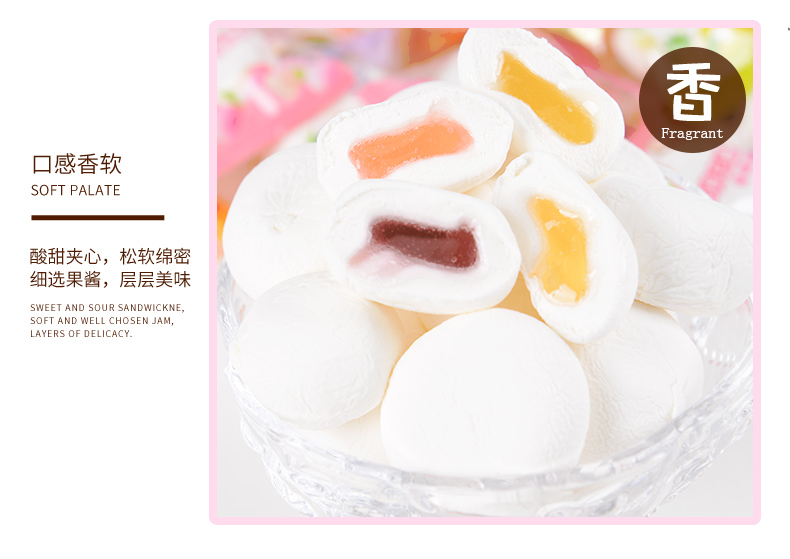 口感香软
SOFT PALATE
酸甜夹心，松软绵密
细选果酱，层层美味
SWEET AND SOUR SANDWICKNE,
SOFT AND WELL CHOSEN JAM,
LAYERS OF DELICACY.
香
Fragrant